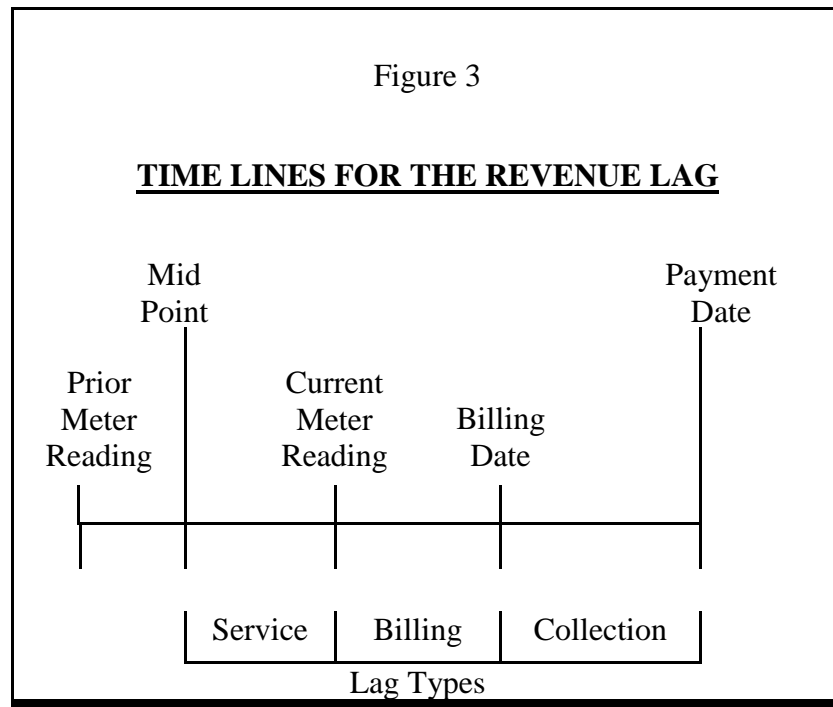 Figure 3
TIME LINES FOR THE REVENUE LAG
Mid
Point
Payment
Date
Prior
Meter
Reading
Current
Meter
Reading
Billing
Date
Service
Billing
Collection
Lag Types